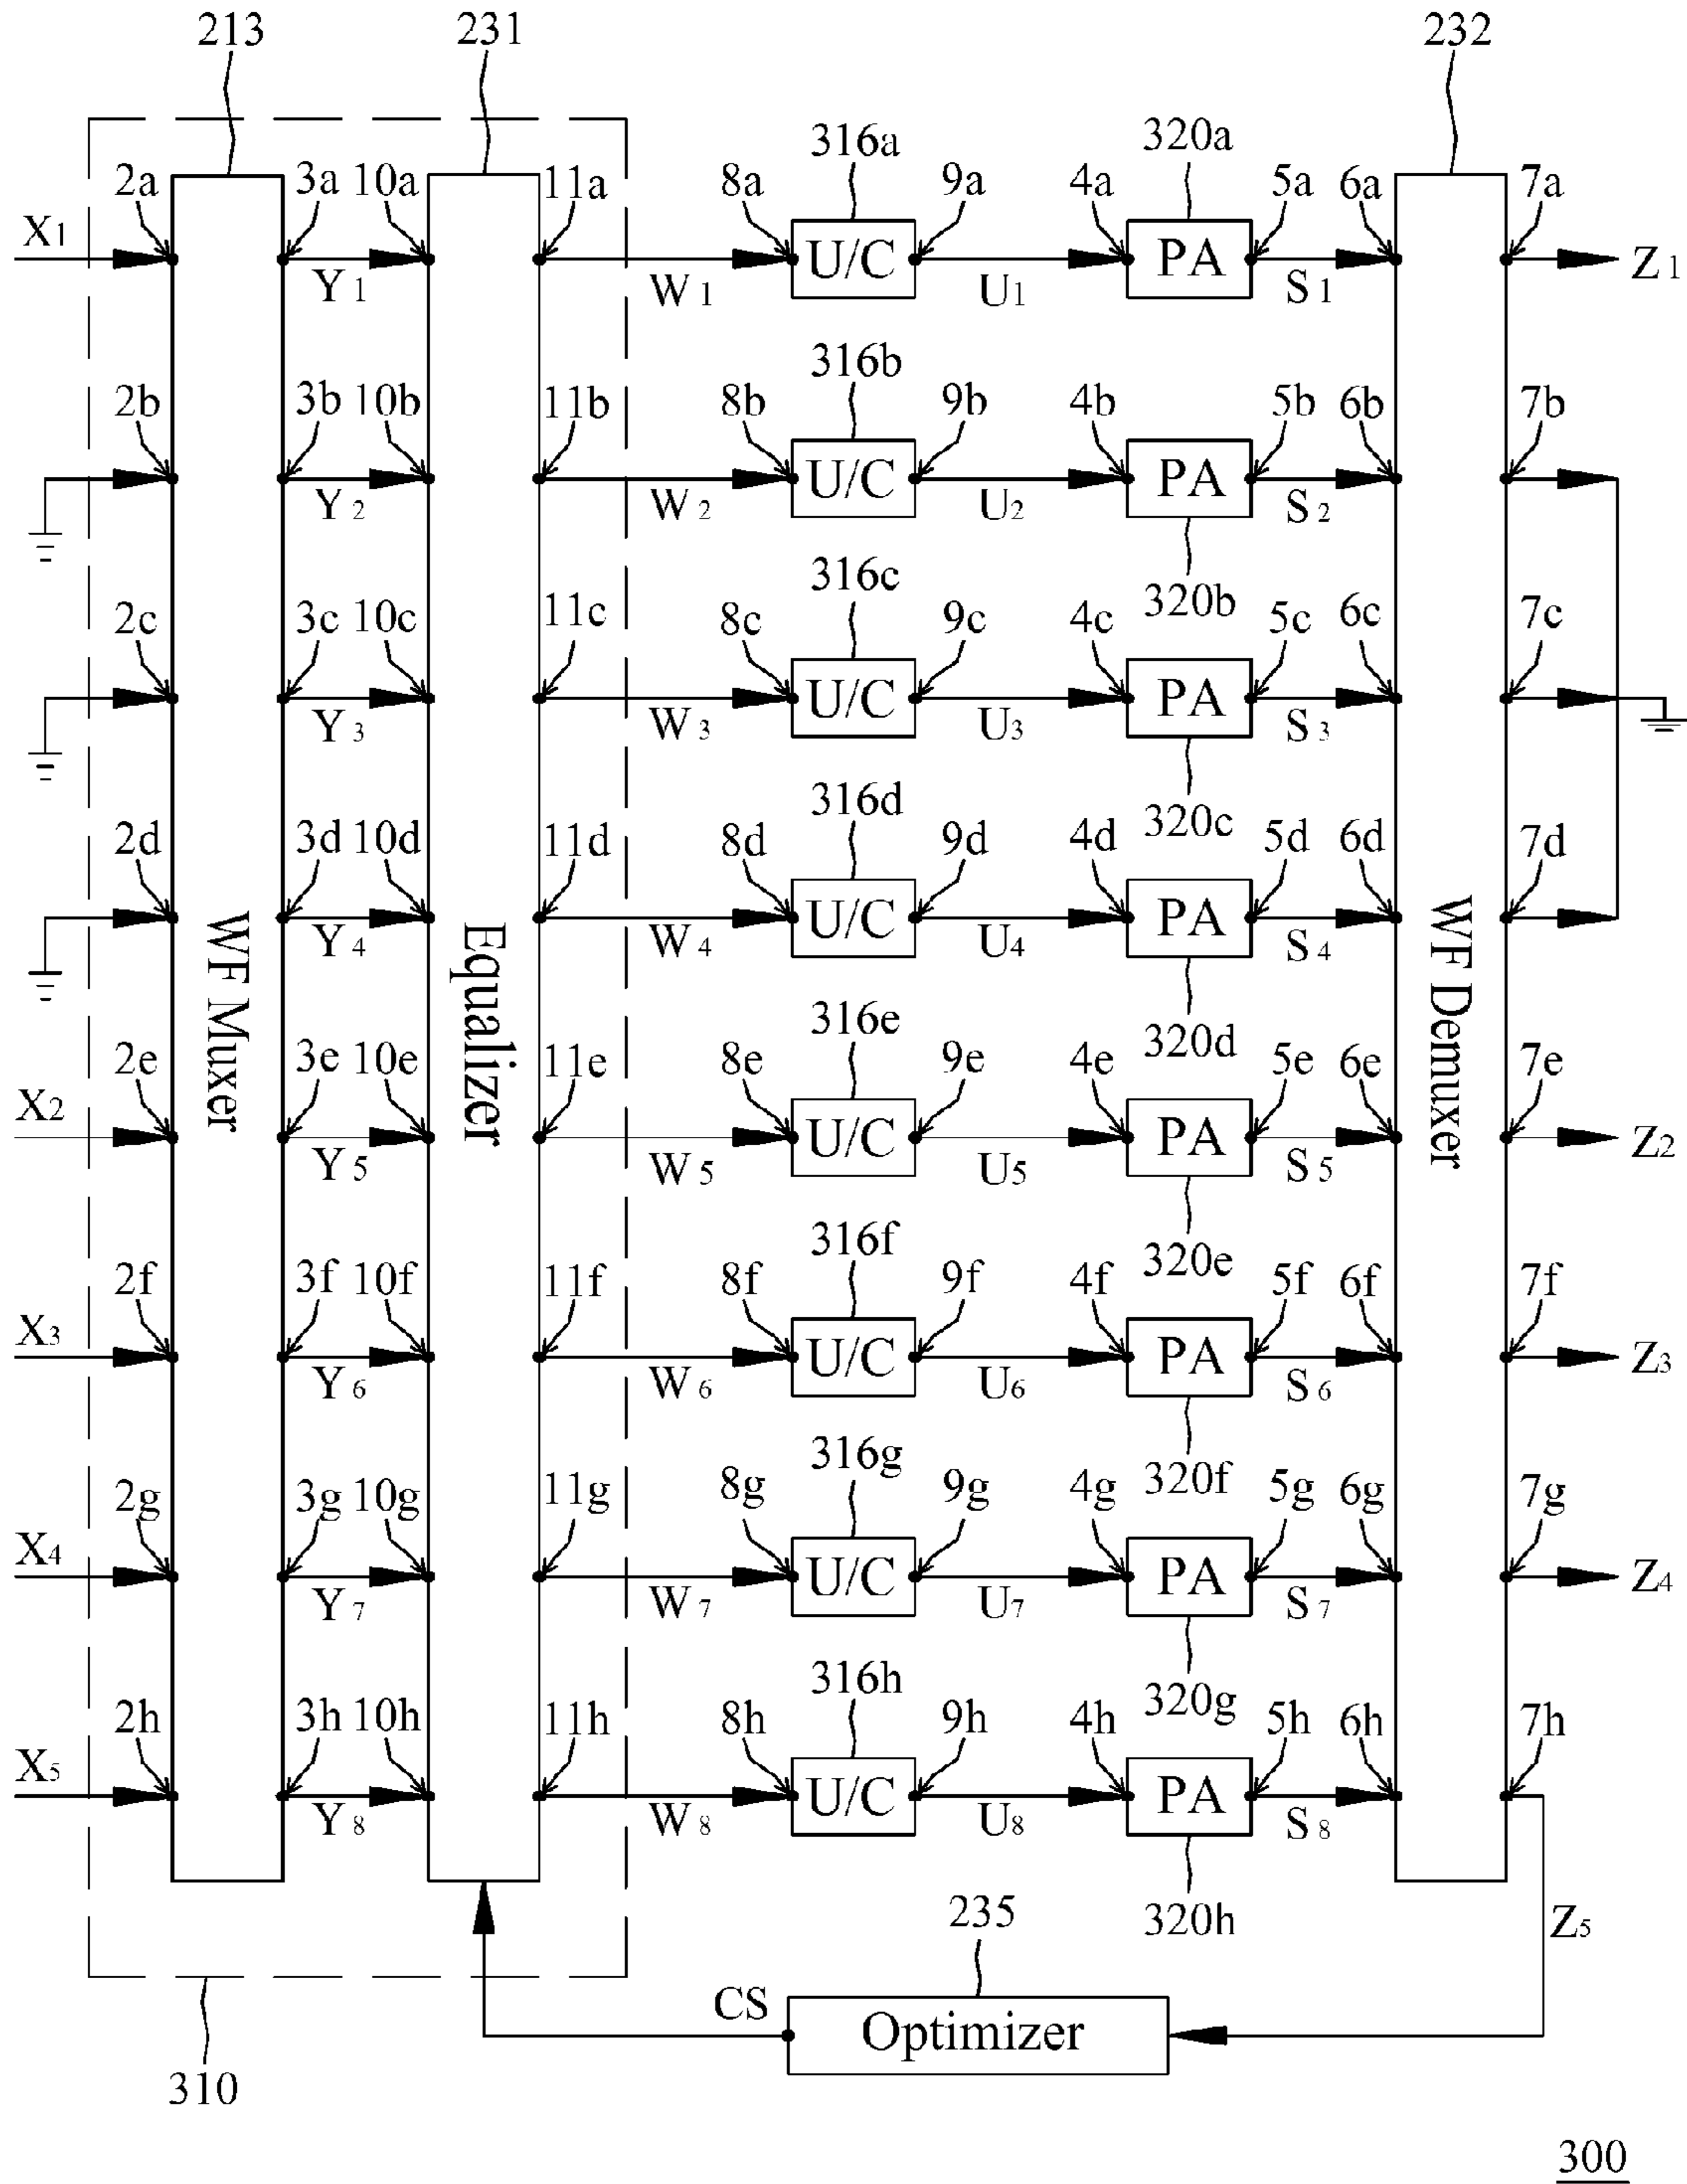 213 231 232
316a 320a
2a 3a 10a 11a 8a 9a 4a 5a 6a 7a
X1 U/C PA Z1
Y1 W1 U1 S1
316b
2b 3b 10b 11b 8b 9b 4b 5b 6b 7b
U/C PA
Y2 W2 U2 S2
316c 320b
2c 3c 10c 11c 8c 9c 4c 5c 6c 7c
U/C PA
Y3 W3 U3 S3
316d 320c
2d 3d 10d 11d 8d 9d 4d 5d 6d 7d
U/C PA
Y4 W4 U4 S4
WF Muxer
Equalizer
WF Demuxer
316e 320d
2e 3e 10e 11e 8e 9e 4e 5e 6e 7e
X2 U/C PA Z2
Y5 W5 U5 S5
316f 320e
2f 3f 10f 11f 8f 9f 4f 5f 6f 7f
X3 U/C PA Z3
Y6 W6 U6 S6
316g 320f
2g 3g 10g 11g 8g 9g 4g 5g 6g 7g
X4 U/C PA Z4
Y7 W7 U7 S7
316h 320g
2h 3h 10h 11h 8h 9h 4h 5h 6h 7h
X5 U/C PA
Y8 W8 U8 S8
235 320h Z5
CS Optimizer
310
300